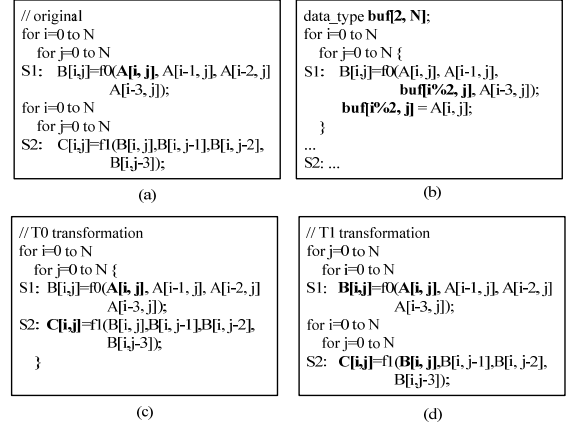 // original
for i=0 to N
for j=0 to N
S1: B[i,j]=f0(A[i, j], A[i-1, j], A[i-2, j]
A[i-3, j]);
for i=0 to N
for j=0 to N
S2: C[i,j]=f1(B[i, j],B[i, j-1],B[i, j-2],
B[i,j-3]);
(a)
data_type buf[2, N];
for i=0 to N
for j=0 to N {
S1: B[i,j]=f0(A[i, j], A[i-1, j],
buf[i%2, j], A[i-3, j]);
buf[i%2, j] = A[i, j];
}
...
S2: ...
(b)
// T0 transformation
for i=0 to N
for j=0 to N {
S1: B[i,j]=f0(A[i, j], A[i-1, j], A[i-2, j]
A[i-3, j]);
S2: C[i,j]=f1(B[i, j],B[i, j-1],B[i, j-2],
B[i,j-3]);
}
(c)
// T1 transformation
for j=0 to N
for i=0 to N
S1: B[i,j]=f0(A[i, j], A[i-1, j], A[i-2, j]
A[i-3, j]);
for i=0 to N
for j=0 to N
S2: C[i,j]=f1(B[i, j],B[i, j-1],B[i, j-2],
B[i,j-3]);
(d)